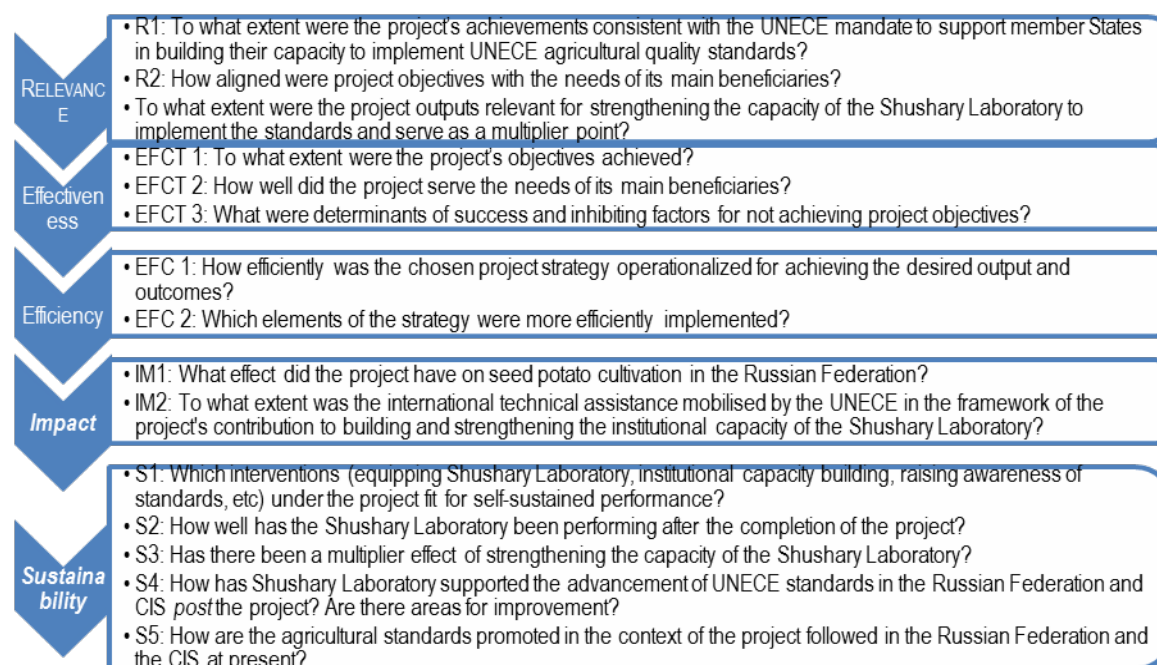 RELEVANC
E
• R1: To what extent were the project's achievements consistent with the UNECE mandate to support member States
in building their capacity to implement UNECE agricultural quality standards?
• R2: How aligned were project objectives with the needs of its main beneficiaries?
• To what extent were the project outputs relevant for strengthening the capacity of the Shushary Laboratory to
implement the standards and serve as a multiplier point?
Effectiven
ess
• EFCT 1: To what extent were the project's objectives achieved?
• EFCT 2: How well did the project serve the needs of its main beneficiaries?
• EFCT 3: What were determinants of success and inhibiting factors for not achieving project objectives?
Efficiency
• EFC 1: How efficiently was the chosen project strategy operationalized for achieving the desired output and
outcomes?
• EFC 2: Which elements of the strategy were more efficiently implemented?
Impact
• IM1: What effect did the project have on seed potato cultivation in the Russian Federation?
• IM2: To what extent was the international technical assistance mobilised by the UNECE in the framework of the
project's contribution to building and strengthening the institutional capacity of the Shushary Laboratory?
Sustaina
bility
• S1: Which interventions (equipping Shushary Laboratory, institutional capacity building, raising awareness of
standards, etc) under the project fit for self-sustained performance?
• S2: How well has the Shushary Laboratory been performing after the completion of the project?
• S3: Has there been a multiplier effect of strengthening the capacity of the Shushary Laboratory?
• S4: How has Shushary Laboratory supported the advancement of UNECE standards in the Russian Federation and
CIS post the project? Are there areas for improvement?
• S5: How are the agricultural standards promoted in the context of the project followed in the Russian Federation and
the CIS at present?